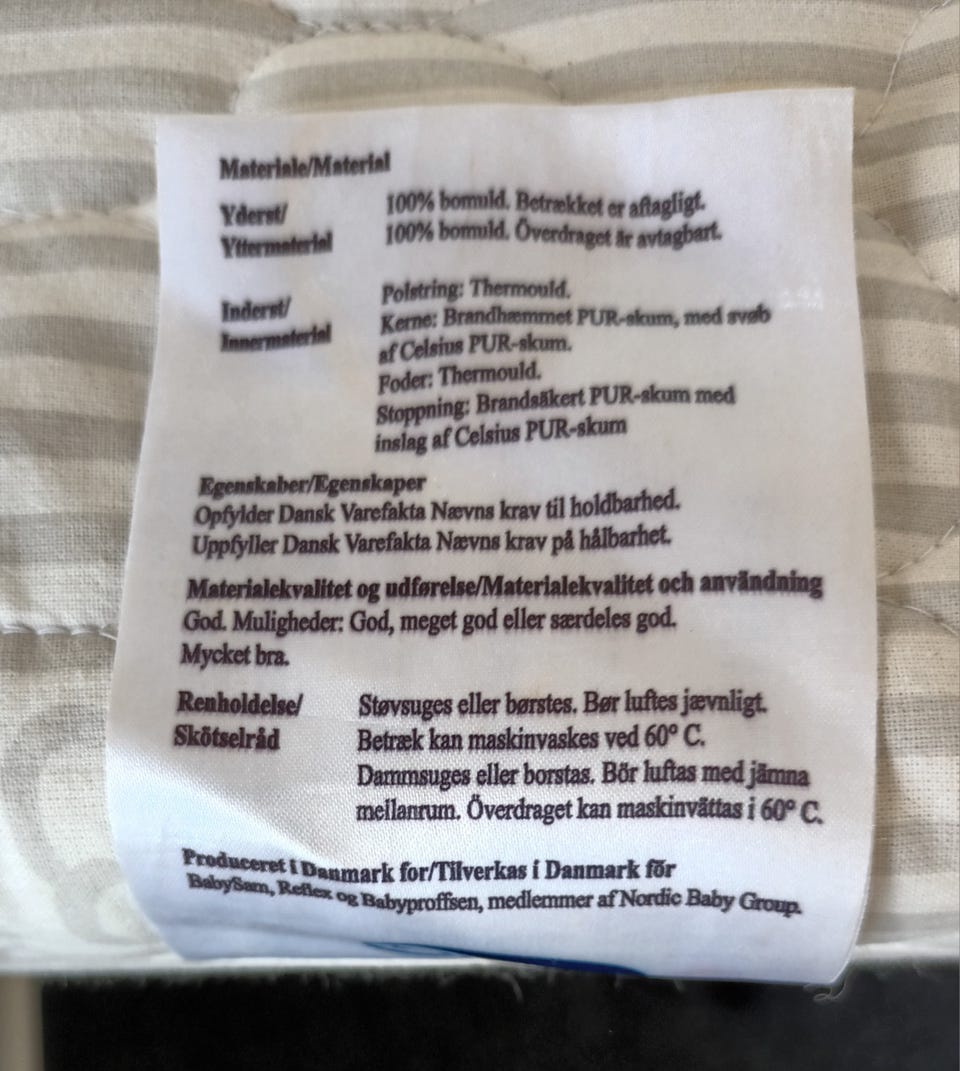 Materiale/Material
Yderst/ 100% bomuld. Betrækket er aftagligt.
Yttermaterial 100% bomuld. Överdraget är avtagbart.
Inderst/ Polstring: Thermould.
Innermaterial Kerne: Brandhæmmet PUR-skum, med svøb
af Celsius PUR-skum.
Foder: Thermould.
Stoppning: Brandsäkert PUR-skum med
inslag af Celsius PUR-skum
Egenskaber/Egenskaper
Opfylder Dansk Varefakta Nævns krav til holdbarhed.
Uppfyller Dansk Varefakta Nævns krav på hålbarhet.
Materialekvalitet og udførelse/Materialekvalitet och användning
God. Muligheder: God, meget god eller særdeles god.
Mycket bra.
Renholdelse/ Støvsuges eller børstes. Bør luftes jævnligt.
Skötselråd Betræk kan maskinvaskes ved 60° C.
Dammsuges eller borstas. Bör luftas med jämna
mellanrum. Överdraget kan maskinvättas i 60° C.
Produceret i Danmark for/Tilverkas i Danmark för
BabySam, Reflex og Babyproffsen, medlemmer af Nordic Baby Group.